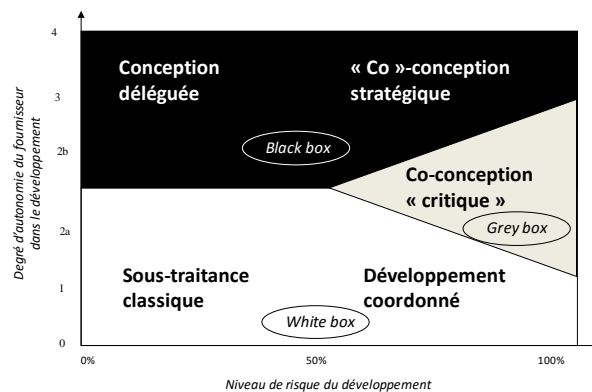 4
Conception
déléguée
« Co »-conception
stratégique
3
Black box
2b
Co-conception
« critique »
Grey box
2a
Sous-traitance
classique
Développement
coordonné
1
White box
0
0%
50%
100%
Niveau de risque du développement
Degré d'autonomie du fournisseur
dans le développement